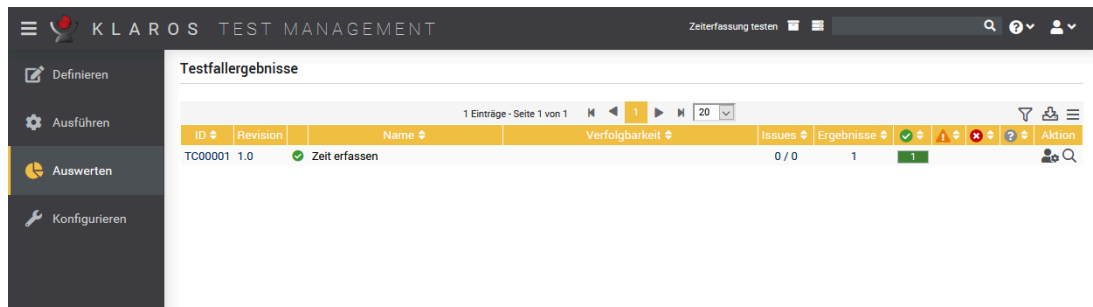 KLAROS TEST MANAGEMENT
Zeiterfassung testen
Definieren
Ausführen
Auswerten
Konfigurieren
Testfallergebnisse
1 Einträge - Seite 1 von 1 1 20
ID Revision Name Verfolgbarkeit Issues Ergebnisse Aktion
TC00001 1.0 Zeit erfassen 0 / 0 1 1